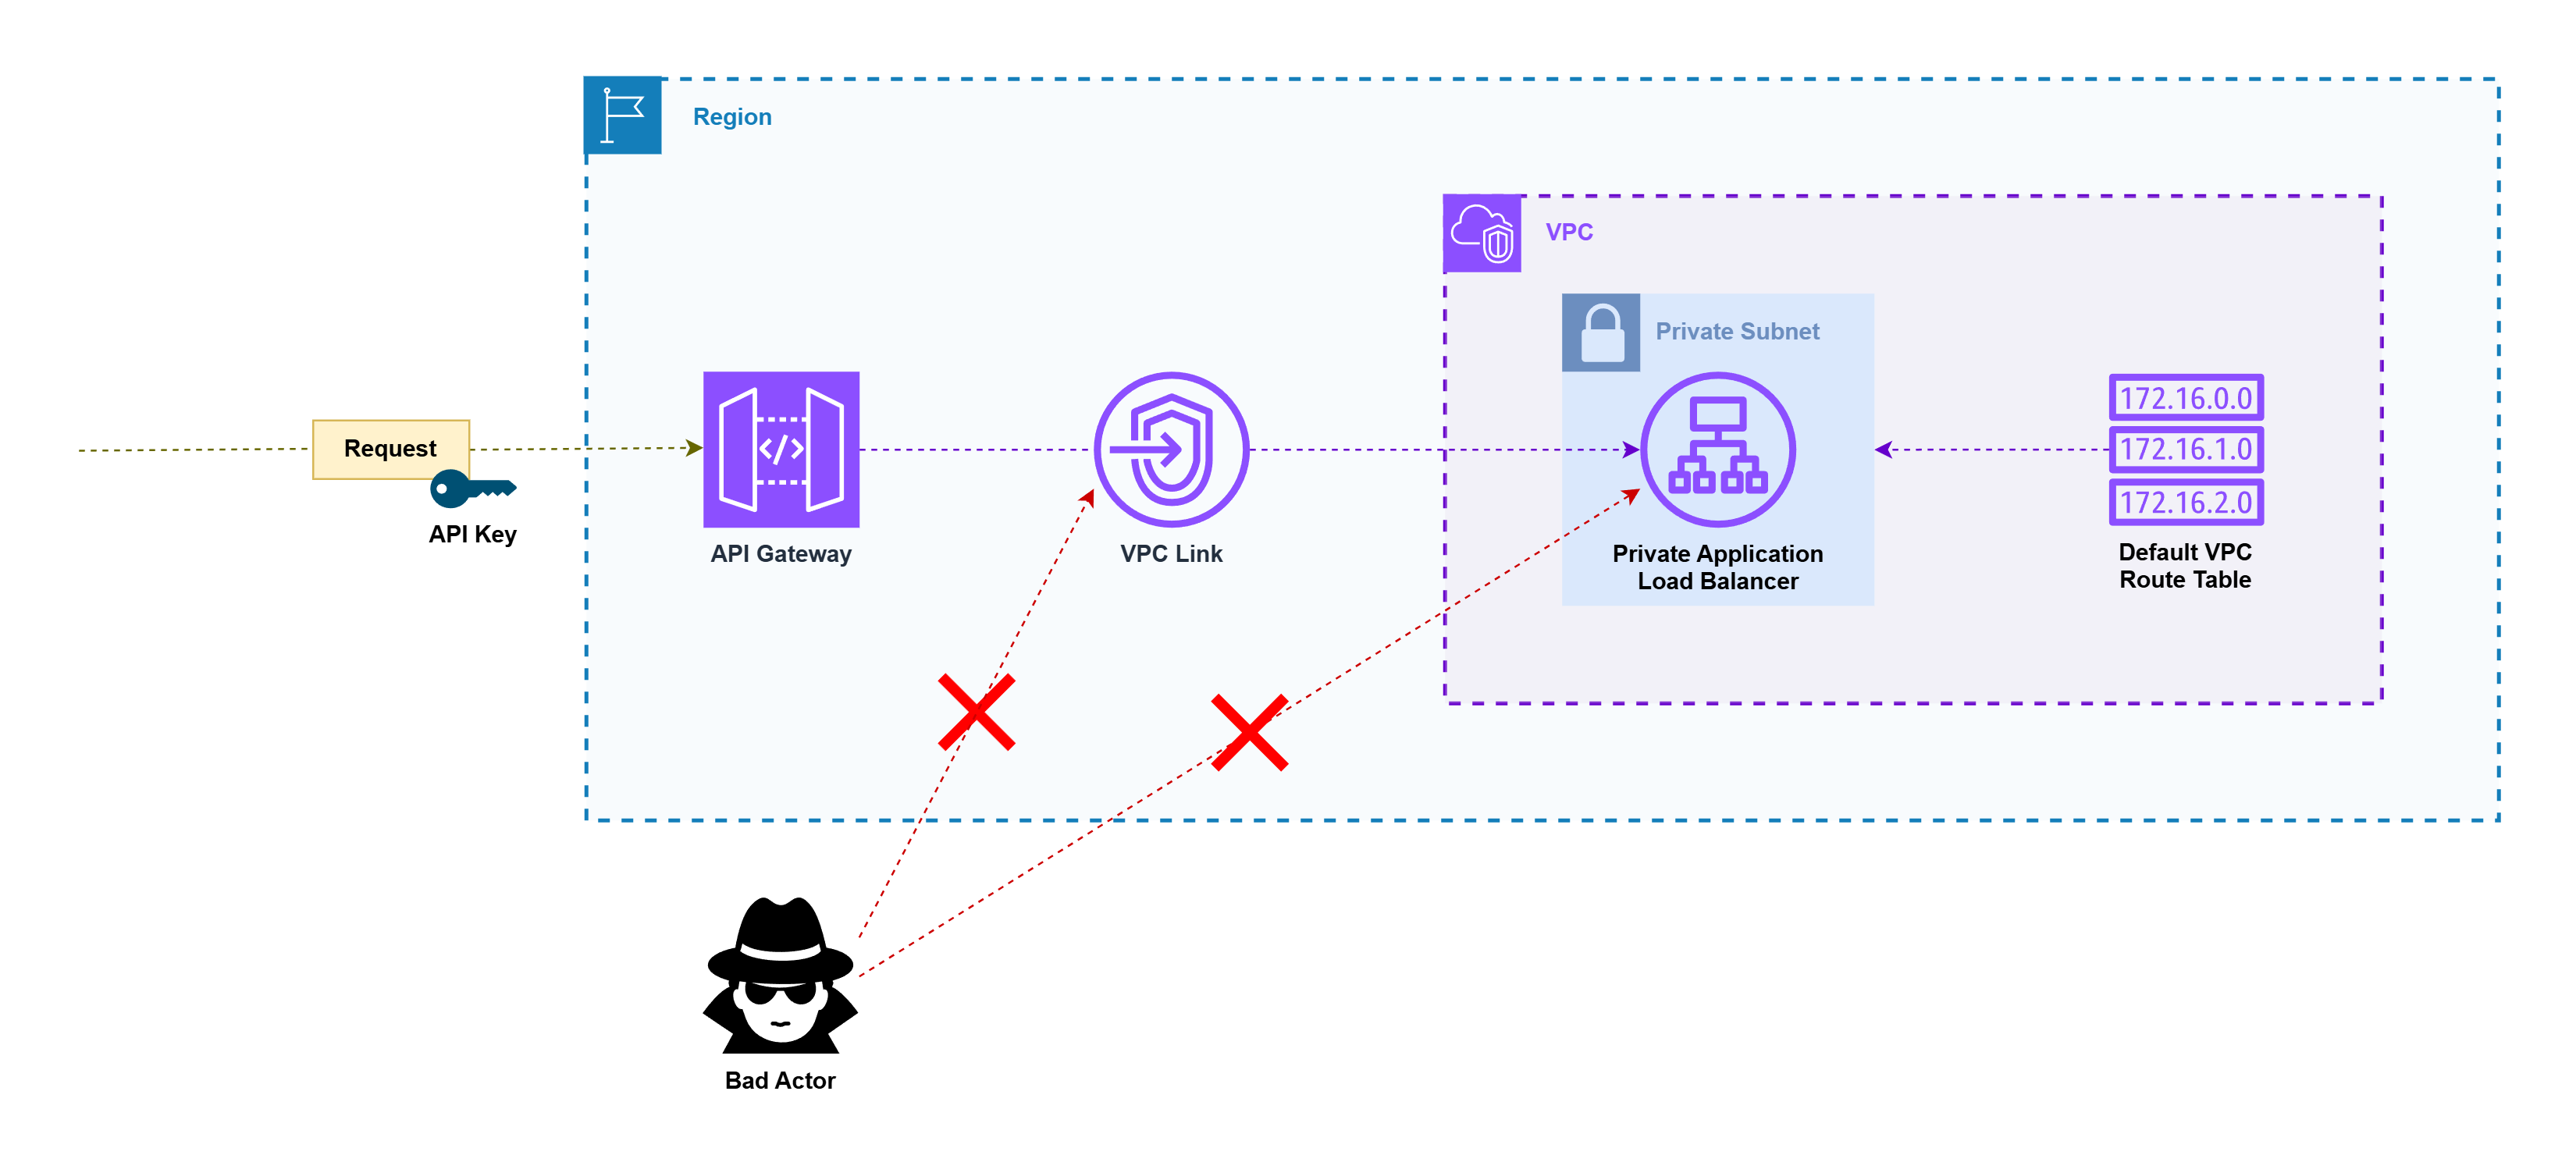 Region
VPC
Private Subnet
Request
API Key
API Gateway
VPC Link
Private Application
Load Balancer
172.16.0.0
172.16.1.0
172.16.2.0
Default VPC
Route Table
Bad Actor